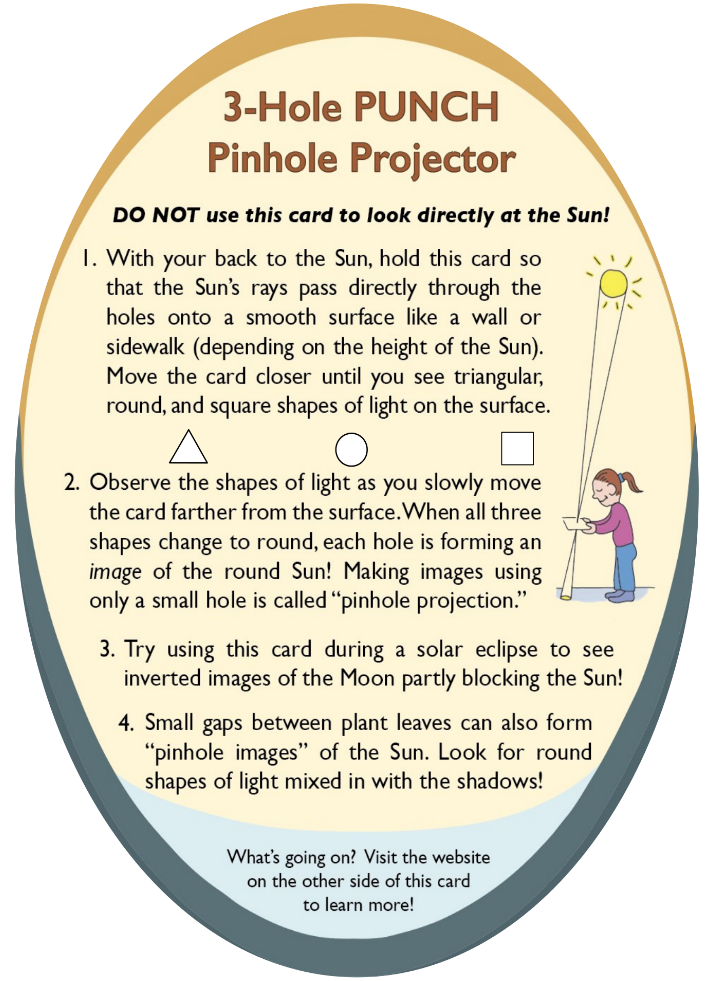 3-Hole PUNCH
Pinhole Projector
DO NOT use this card to look directly at the Sun!
1. With your back to the Sun, hold this card so
that the Sun's rays pass directly through the
holes onto a smooth surface like a wall or
sidewalk (depending on the height of the Sun).
Move the card closer until you see triangular,
round, and square shapes of light on the surface.
2. Observe the shapes of light as you slowly move
the card farther from the surface. When all three
shapes change to round, each hole is forming an
image of the round Sun! Making images using
only a small hole is called “pinhole projection.”
3. Try using this card during a solar eclipse to see
inverted images of the Moon partly blocking the Sun!
4. Small gaps between plant leaves can also form
“pinhole images” of the Sun. Look for round
shapes of light mixed in with the shadows!
What's going on? Visit the website
on the other side of this card
to learn more!